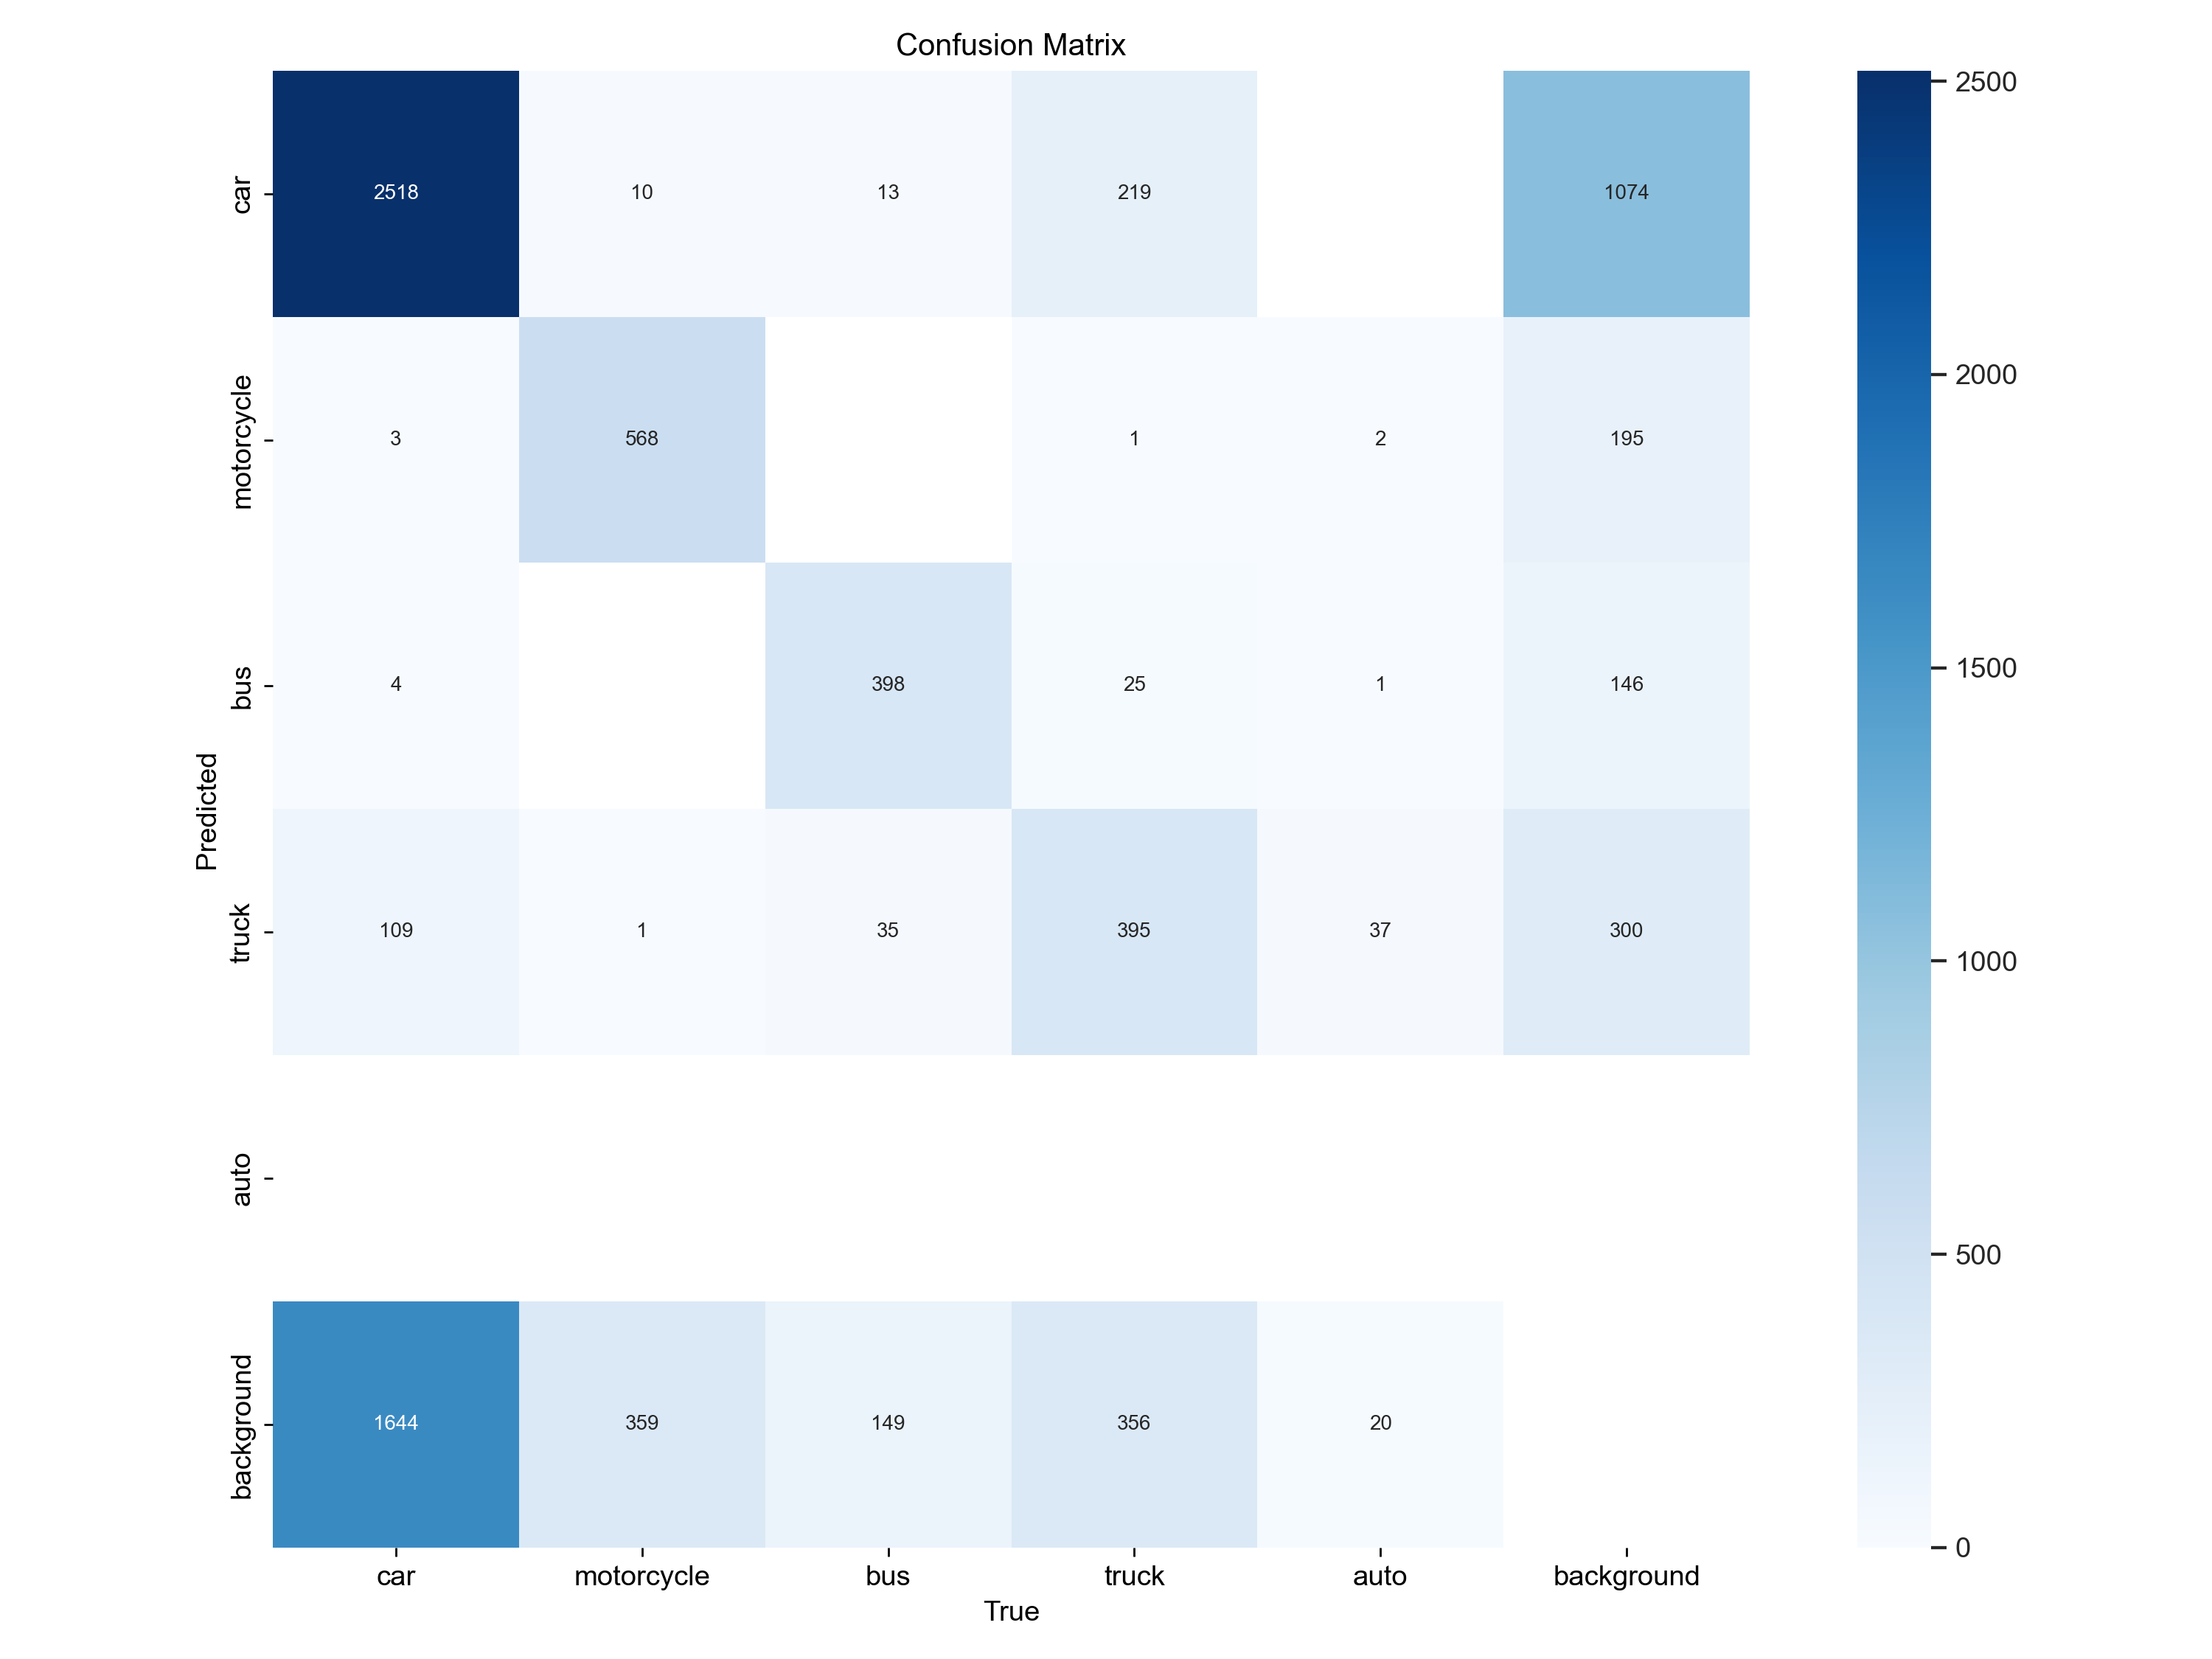 Confusion Matrix
car 2518 10 13 219 1074
motorcycle 3 568 1 2 195
bus 4 398 25 1 146
truck 109 1 35 395 37 300
auto
background 1644 359 149 356 20
Predicted
car motorcycle bus truck auto background
True
2500
2000
1500
1000
500
0